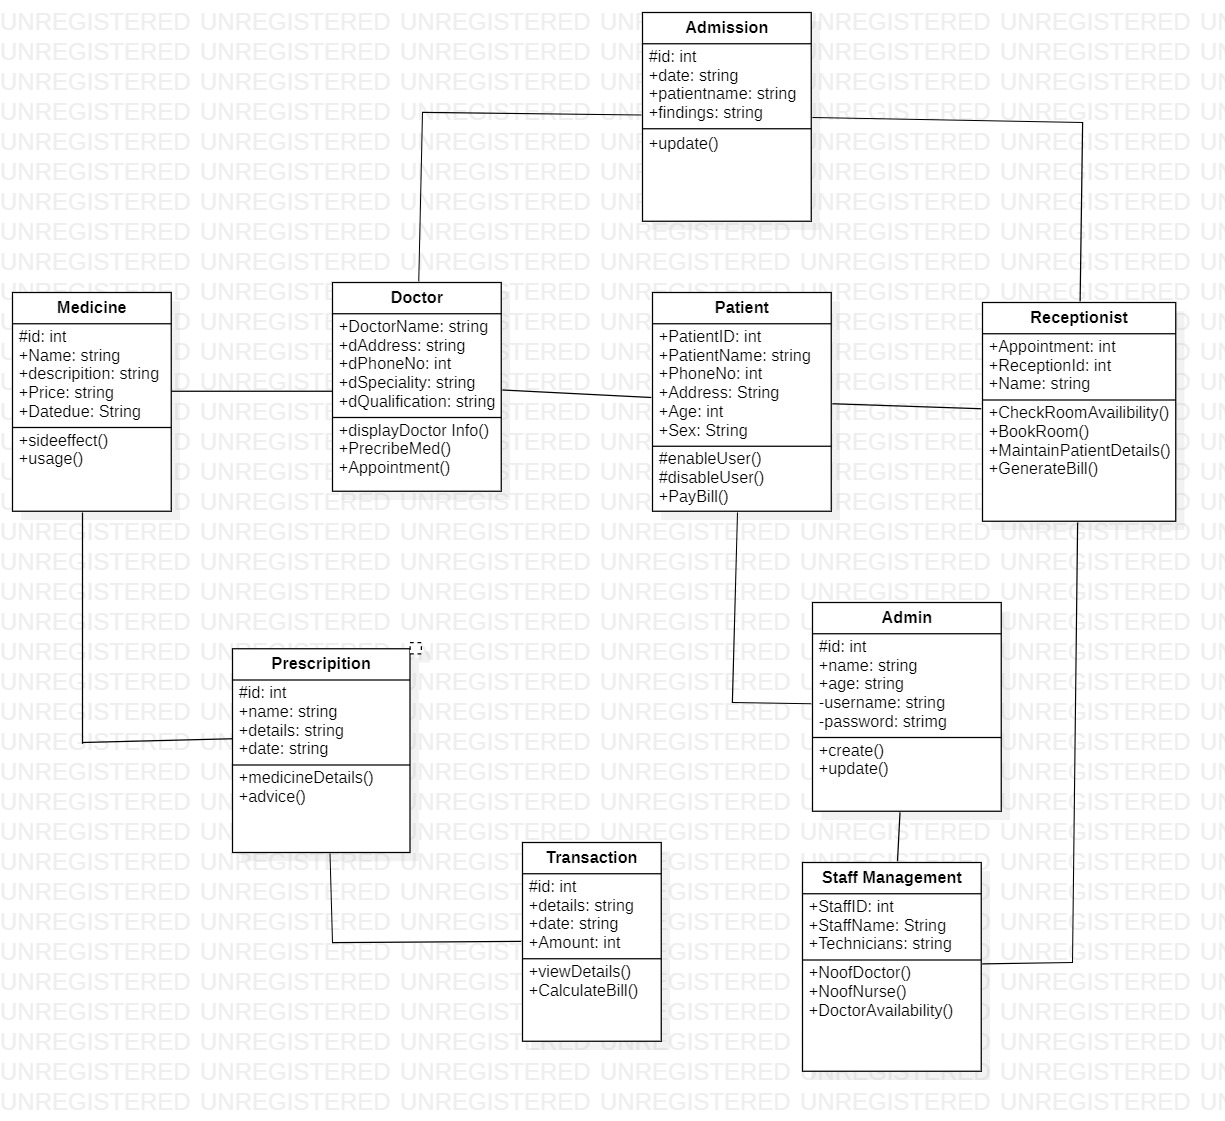 Admission
#id: int
+date: string
+patientname: string
+findings: string
+update()
Medicine
#id: int
+Name: string
+descripition: string
+Price: string
+Datedue: String
+sideeffect()
+usage()
Doctor
+DoctorName: string
+dAddress: string
+dPhoneNo: int
+dSpeciality: string
+dQualification: string
+displayDoctor Info()
+PrecribeMed()
+Appointment()
Patient
+PatientID: int
+PatientName: string
+PhoneNo: int
+Address: String
+Age: int
+Sex: String
#enableUser()
#disableUser()
+PayBill()
Receptionist
+Appointment: int
+ReceptionId: int
+Name: string
+CheckRoomAvailibility()
+BookRoom()
+MaintainPatientDetails()
+GenerateBill()
Admin
#id: int
+name: string
+age: string
-username: string
-password: strimg
+create()
+update()
Prescripition
#id: int
+name: string
+details: string
+date: string
+medicineDetails()
+advice()
Transaction
#id: int
+details: string
+date: string
+Amount: int
+viewDetails()
+CalculateBill()
Staff Management
+StaffID: int
+StaffName: String
+Technicians: string
+NoofDoctor()
+NoofNurse()
+DoctorAvailability()
UNREGISTERED